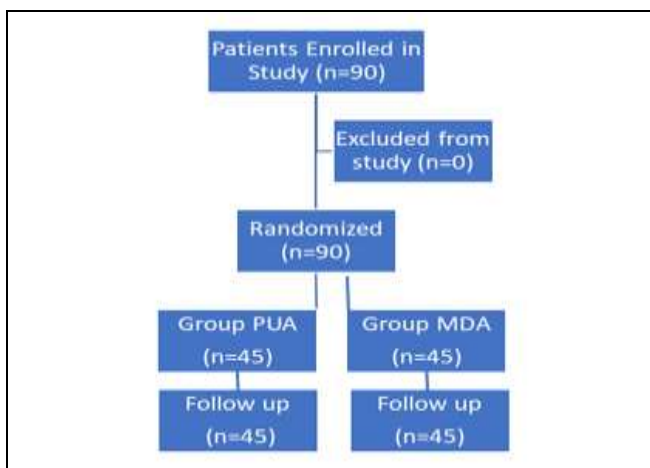 Patients Enrolled in
Study (n=90)
Excluded from
study (n=0)
Randomized
(n=90)
Group PUA
(n=45)
Group MDA
(n=45)
Follow up
(n=45)
Follow up
(n=45)